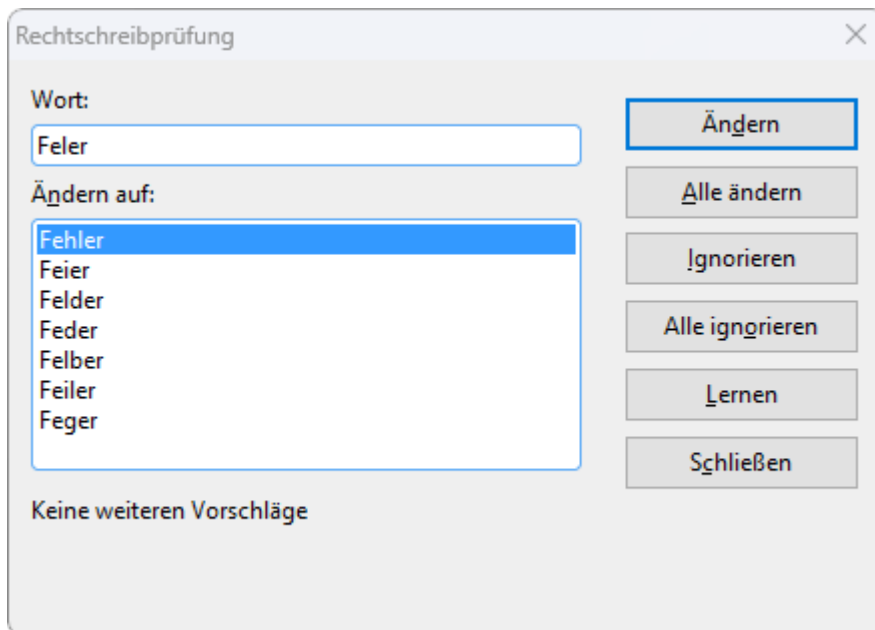 Rechtschreibprüfung
Wort:
Feler
Ändern auf:
Fehler
Feier
Felder
Feder
Felber
Feiler
Feger
Keine weiteren Vorschläge
Ändern
Alle ändern
Ignorieren
Alle ignorieren
Lernen
Schließen